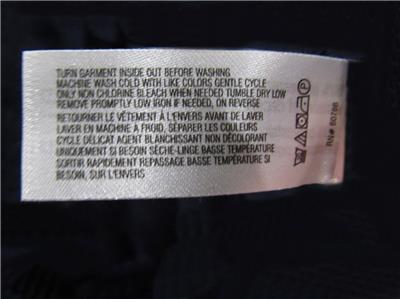 TURN GARMENT INSIDE OUT BEFORE WASHING
MACHINE WASH COLD WITH LIKE COLORS GENTLE CYCLE
ONLY NON CHLORINE BLEACH WHEN NEEDED TUMBLE DRY LOW
REMOVE PROMPTLY LOW IRON IF NEEDED, ON REVERSE
RETOURNER LE VÊTEMENT À L'ENVERS AVANT DE LAVER
LAVER EN MACHINE A FROID, SÉPARER LES COULEURS
CYCLE DÉLICAT AGENT BLANCHISSANT NON DÉCOLORANT
UNIQUEMENT SI BESOIN SÈCHE-LINGE BASSE TEMPÉRATURE
SORTIR RAPIDEMENT REPASSAGE BASSE TEMPÉRATURE SI
BESOIN, SUR L'ENVERS
RN# 60786